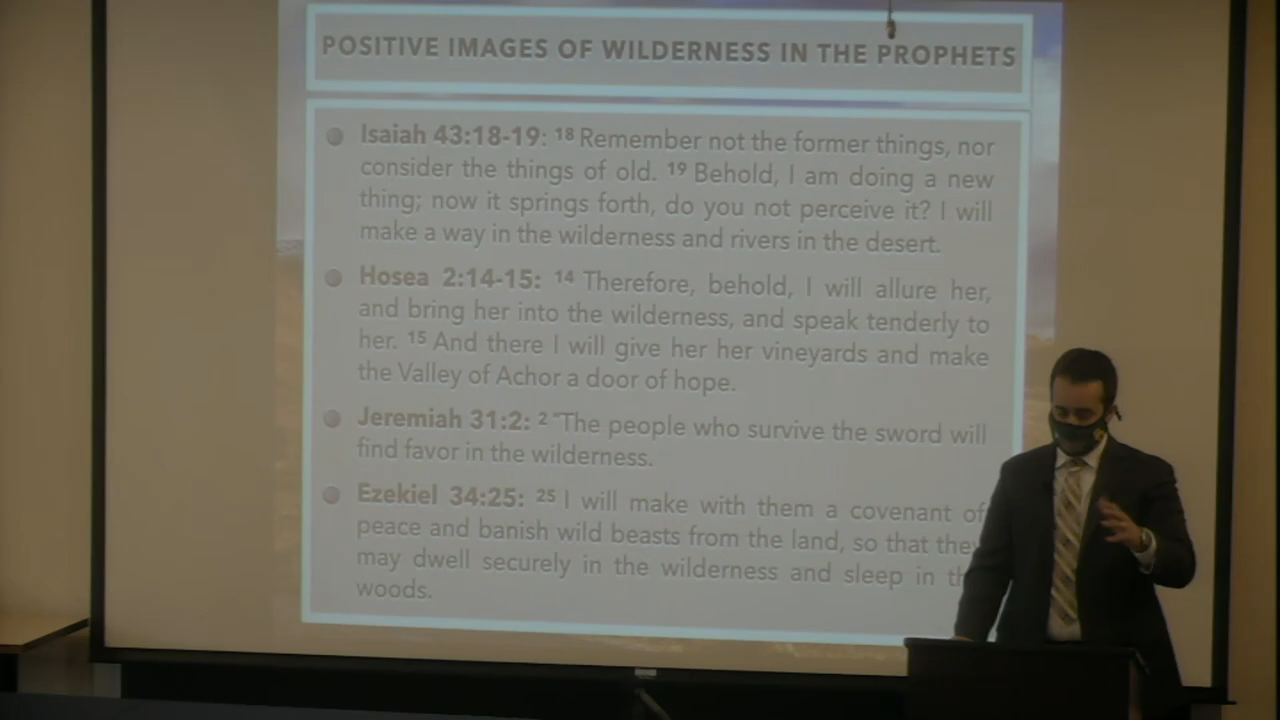 POSITIVE IMAGES OF WILDERNESS IN THE PROPHETS
Isaiah 43:18-19: 18 Remember not the former things, nor
consider the things of old. 19 Behold, I am doing a new
thing; now it springs forth, do you not perceive it? I will
make a way in the wilderness and rivers in the desert.
Hosea 2:14-15: 14 Therefore, behold, I will allure her,
and bring her into the wilderness, and speak tenderly to
her. 15 And there I will give her her vineyards and make
the Valley of Achor a door of hope.
Jeremiah 31:2: 2 "The people who survive the sword will
find favor in the wilderness.
Ezekiel 34:25: 25 I will make with them a covenant of
peace and banish wild beasts from the land, so that they
may dwell securely in the wilderness and sleep in th
woods.